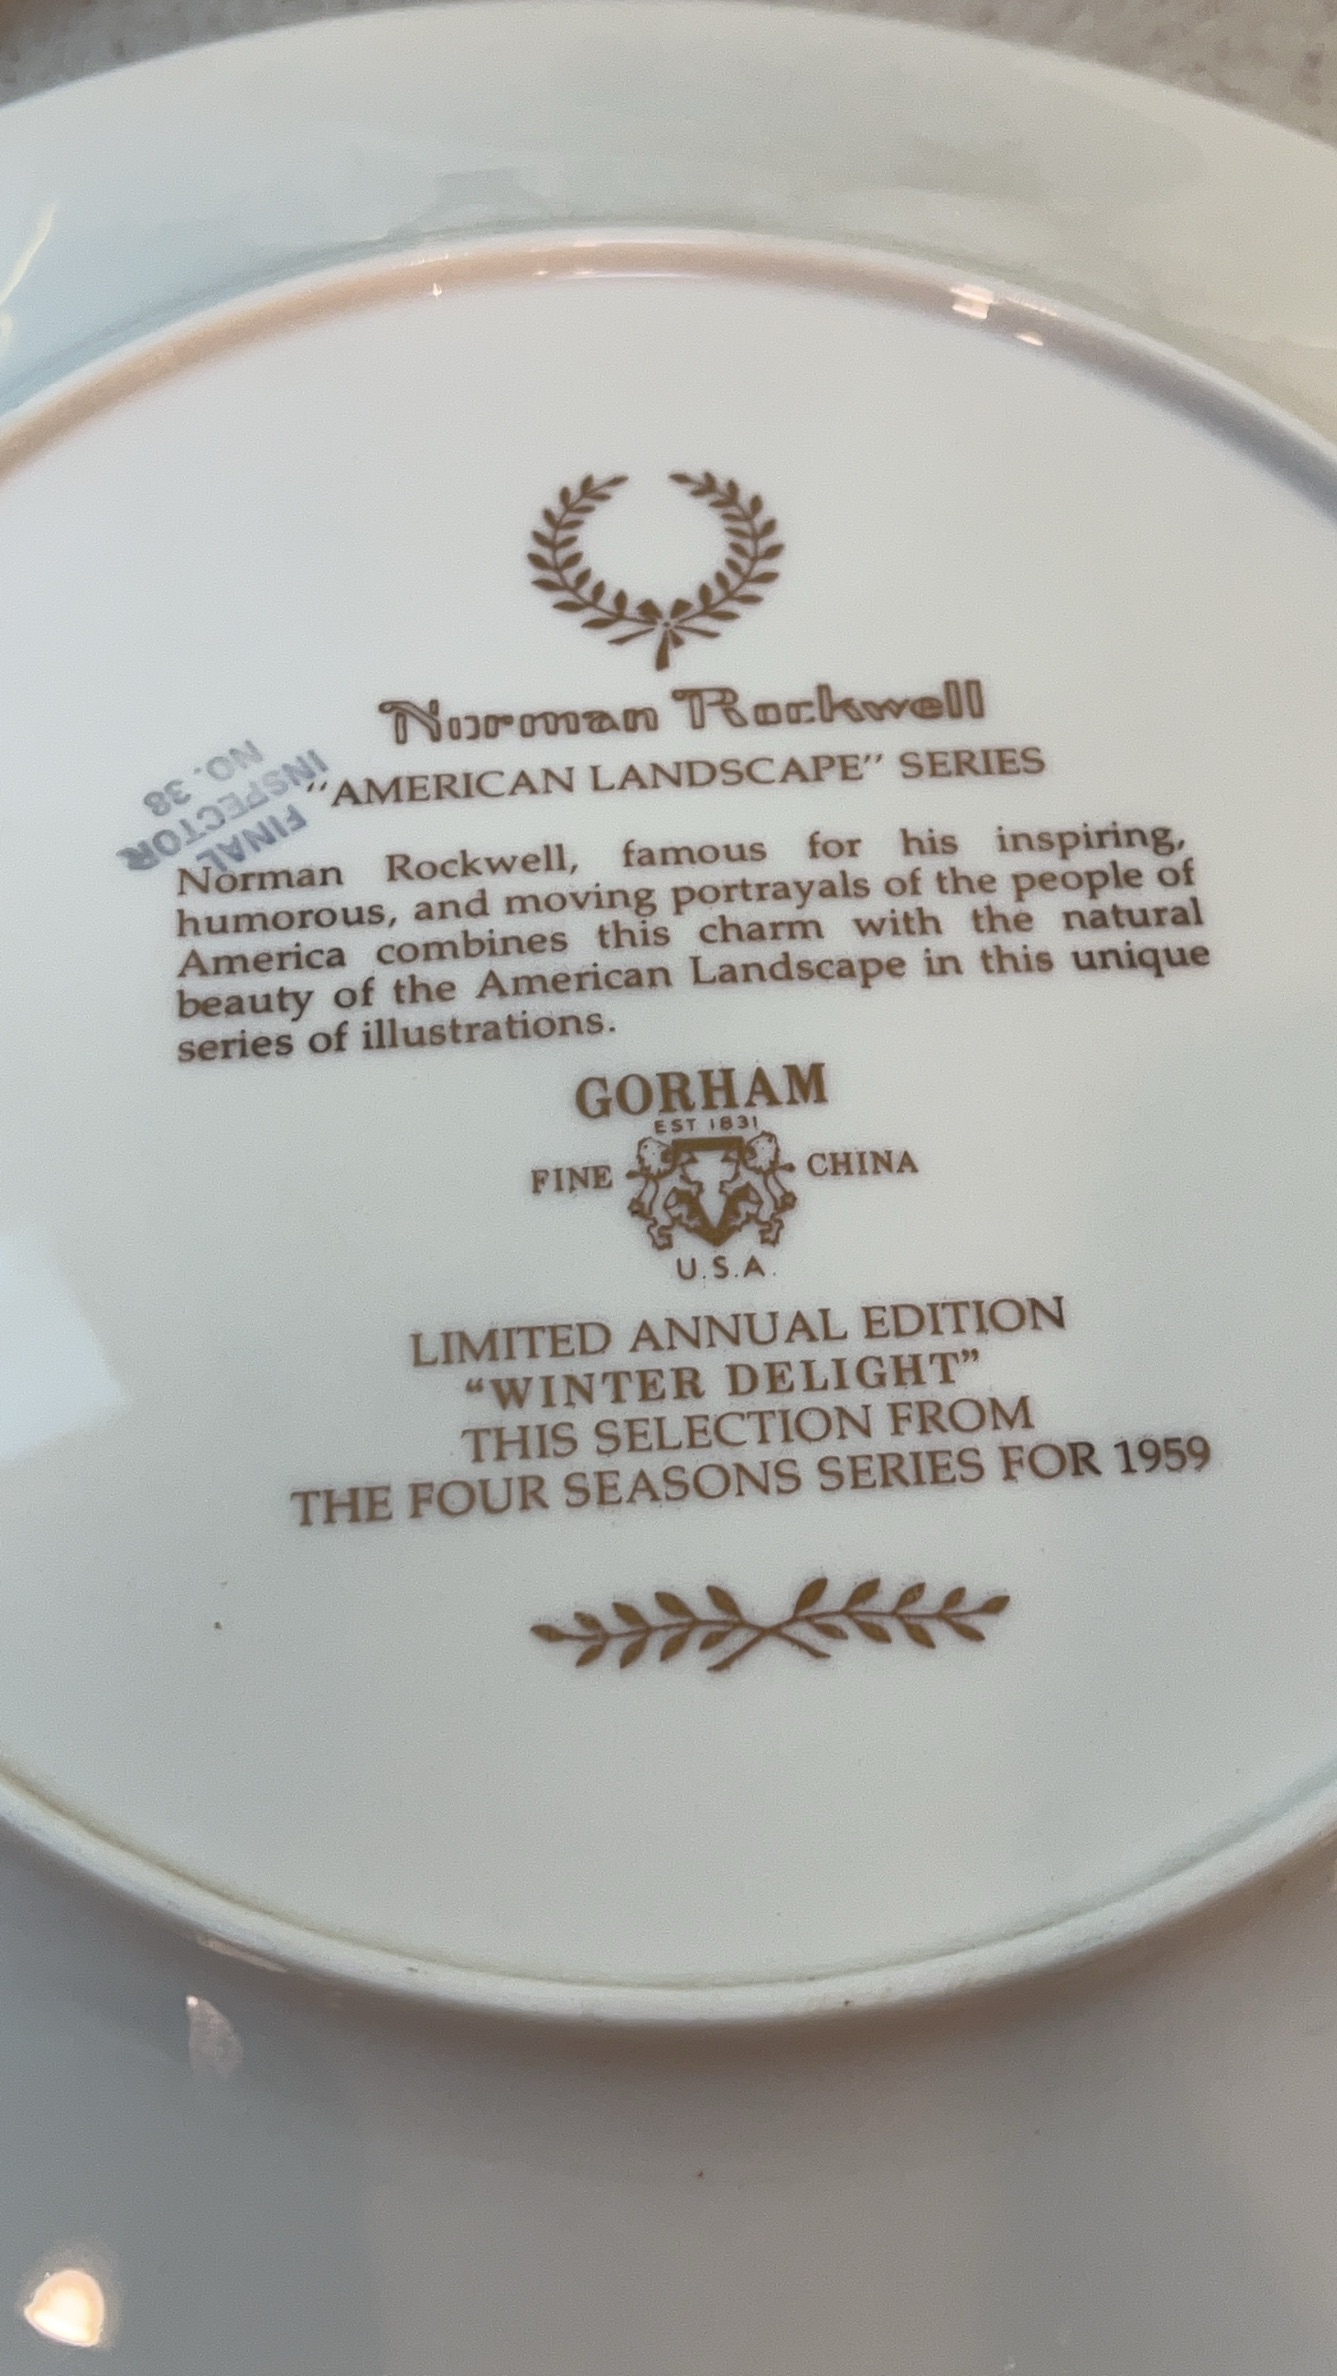 Norman Rockwell
"AMERICAN LANDSCAPE" SERIES
NO. 38
INSPECTOR
FINAL
Norman Rockwell, famous for his inspiring,
humorous, and moving portrayals of the people of
America combines this charm with the natural
beauty of the American Landscape in this unique
series of illustrations.
GORHAM
EST 1831
FINE CHINA
U.S.A.
LIMITED ANNUAL EDITION
“WINTER DELIGHT”
THIS SELECTION FROM
THE FOUR SEASONS SERIES FOR 1959